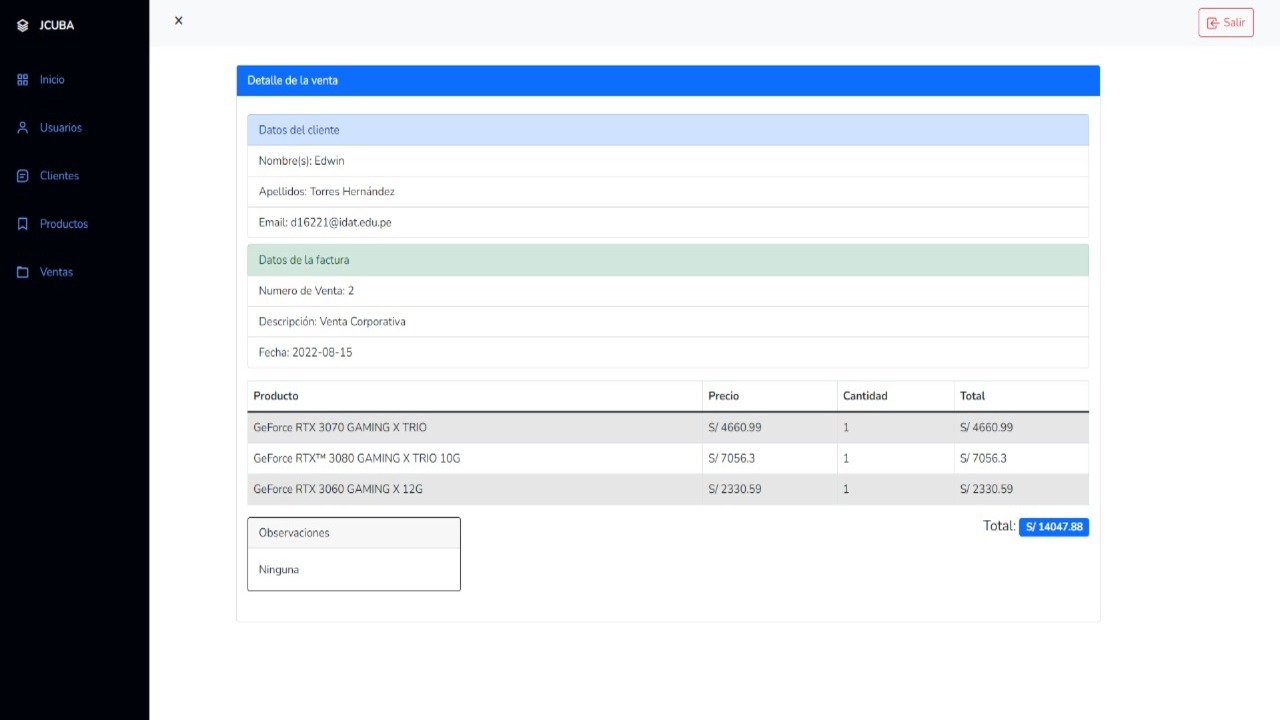 JCUBA
x
Salir
Inicio
Usuarios
Clientes
Productos
Ventas
Detalle de la venta
Datos del cliente
Nombre(s): Edwin
Apellidos: Torres Hernández
Email: d16221@idat.edu.pe
Datos de la factura
Numero de Venta: 2
Descripción: Venta Corporativa
Fecha: 2022-08-15
Producto Precio Cantidad Total
GeForce RTX 3070 GAMING X TRIO S/ 4660.99 1 S/ 4660.99
GeForce RTX™ 3080 GAMING X TRIO 10G S/ 7056.3 1 S/ 7056.3
GeForce RTX 3060 GAMING X 12G S/ 2330.59 1 S/ 2330.59
Total: S/ 14047.88
Observaciones
Ninguna